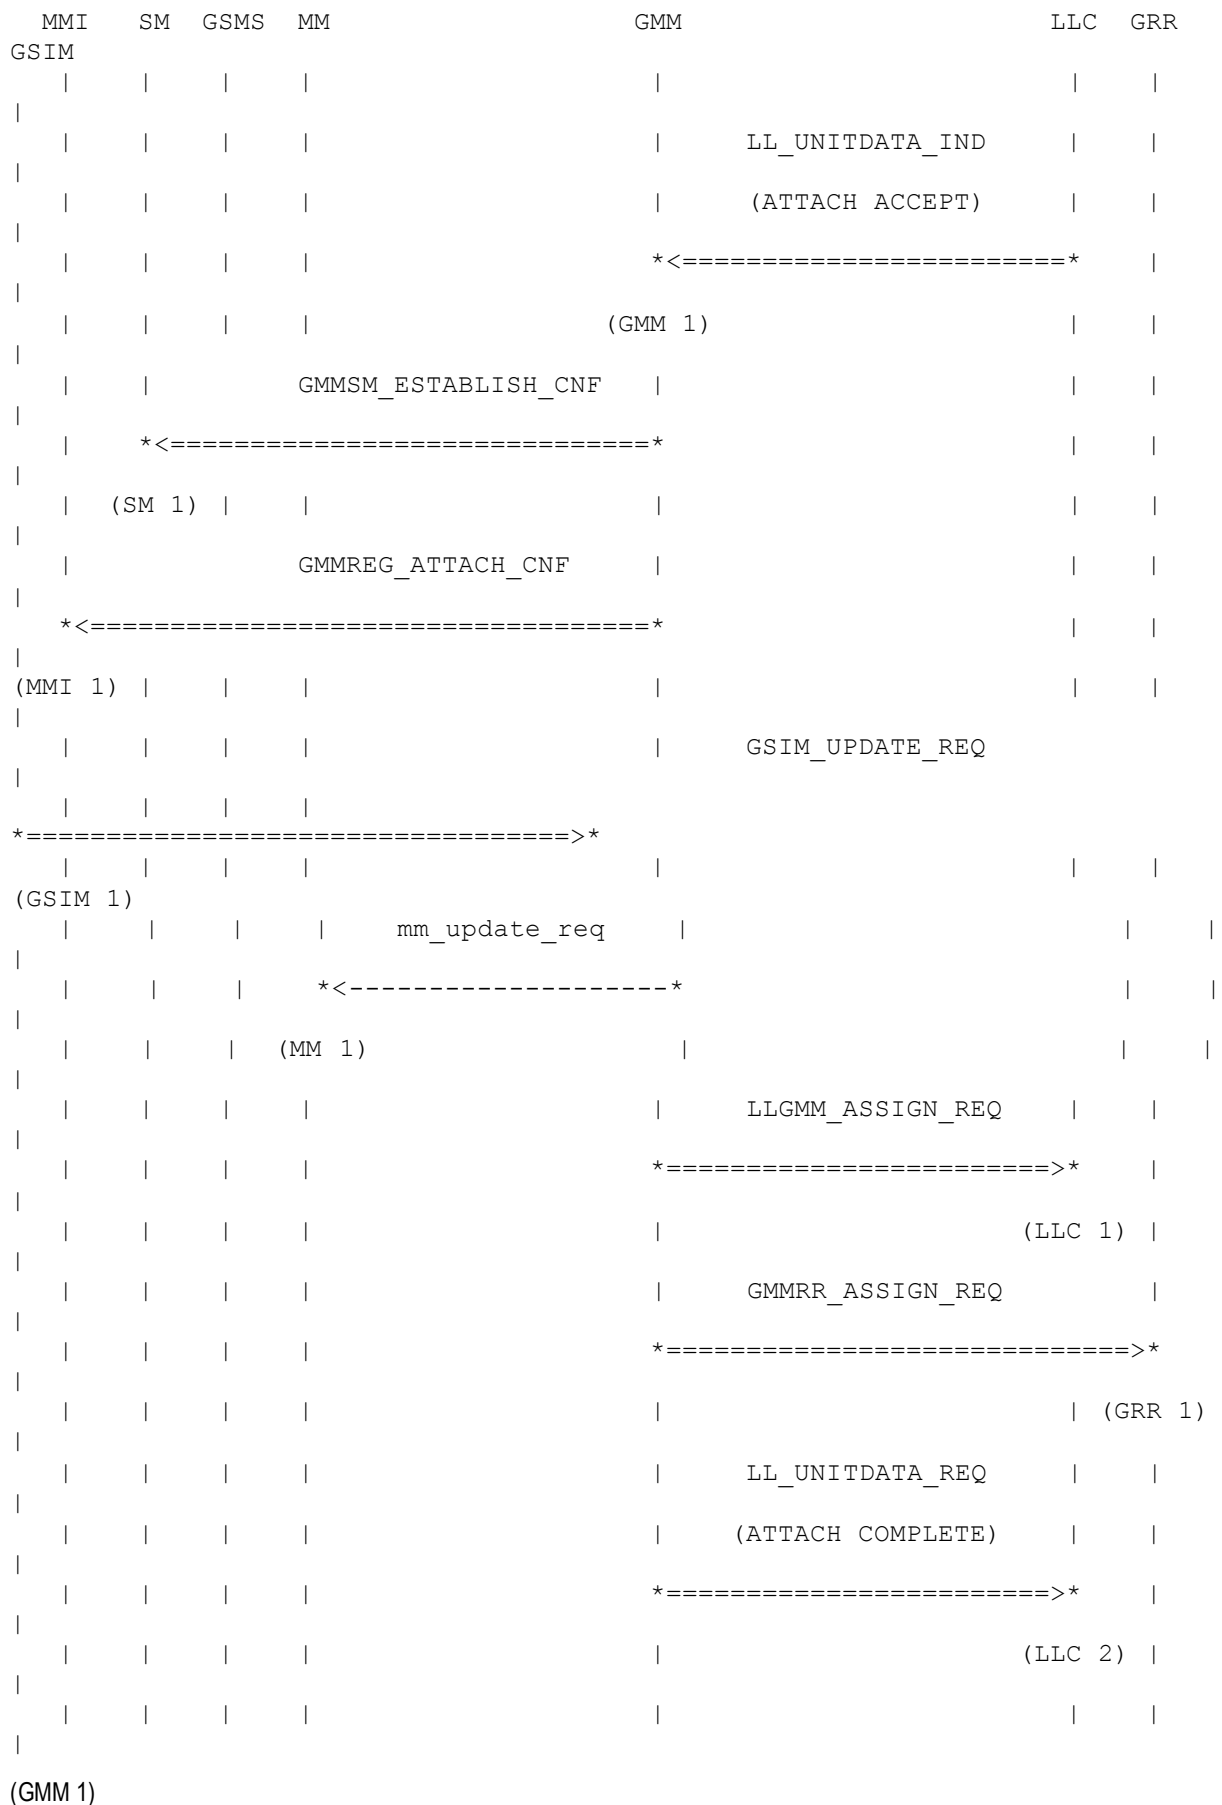 MMI SM GSMS MM GMM LLC GRR
GSIM
| | | | | | |
|
| | | | | LL_UNITDATA_IND | |
|
| | | | | (ATTACH ACCEPT) | |
|
| | | | *<========================* |
|
| | | | (GMM 1) | |
|
| | GMMSM_ESTABLISH_CNF | | |
|
| *<==============================* | |
|
| (SM 1) | | | | |
|
| GMMREG_ATTACH_CNF | | |
|
*<===================================* | |
|
(MMI 1) | | | | | |
|
| | | | | GSIM_UPDATE_REQ
|
| | | |
*==================================>*
| | | | | | |
(GSIM 1)
| | | | mm_update_req | | |
|
| | | *<--------------------* | |
|
| | | (MM 1) | | |
|
| | | | | LLGMM_ASSIGN_REQ | |
|
| | | | *========================>* |
|
| | | | | (LLC 1) |
|
| | | | | GMMRR_ASSIGN_REQ |
|
| | | | *=============================>*
|
| | | | | | (GRR 1)
|
| | | | | LL_UNITDATA_REQ | |
|
| | | | | (ATTACH COMPLETE) | |
|
| | | | *========================>* |
|
| | | | | (LLC 2) |
|
| | | | | | |
|
(GMM 1)